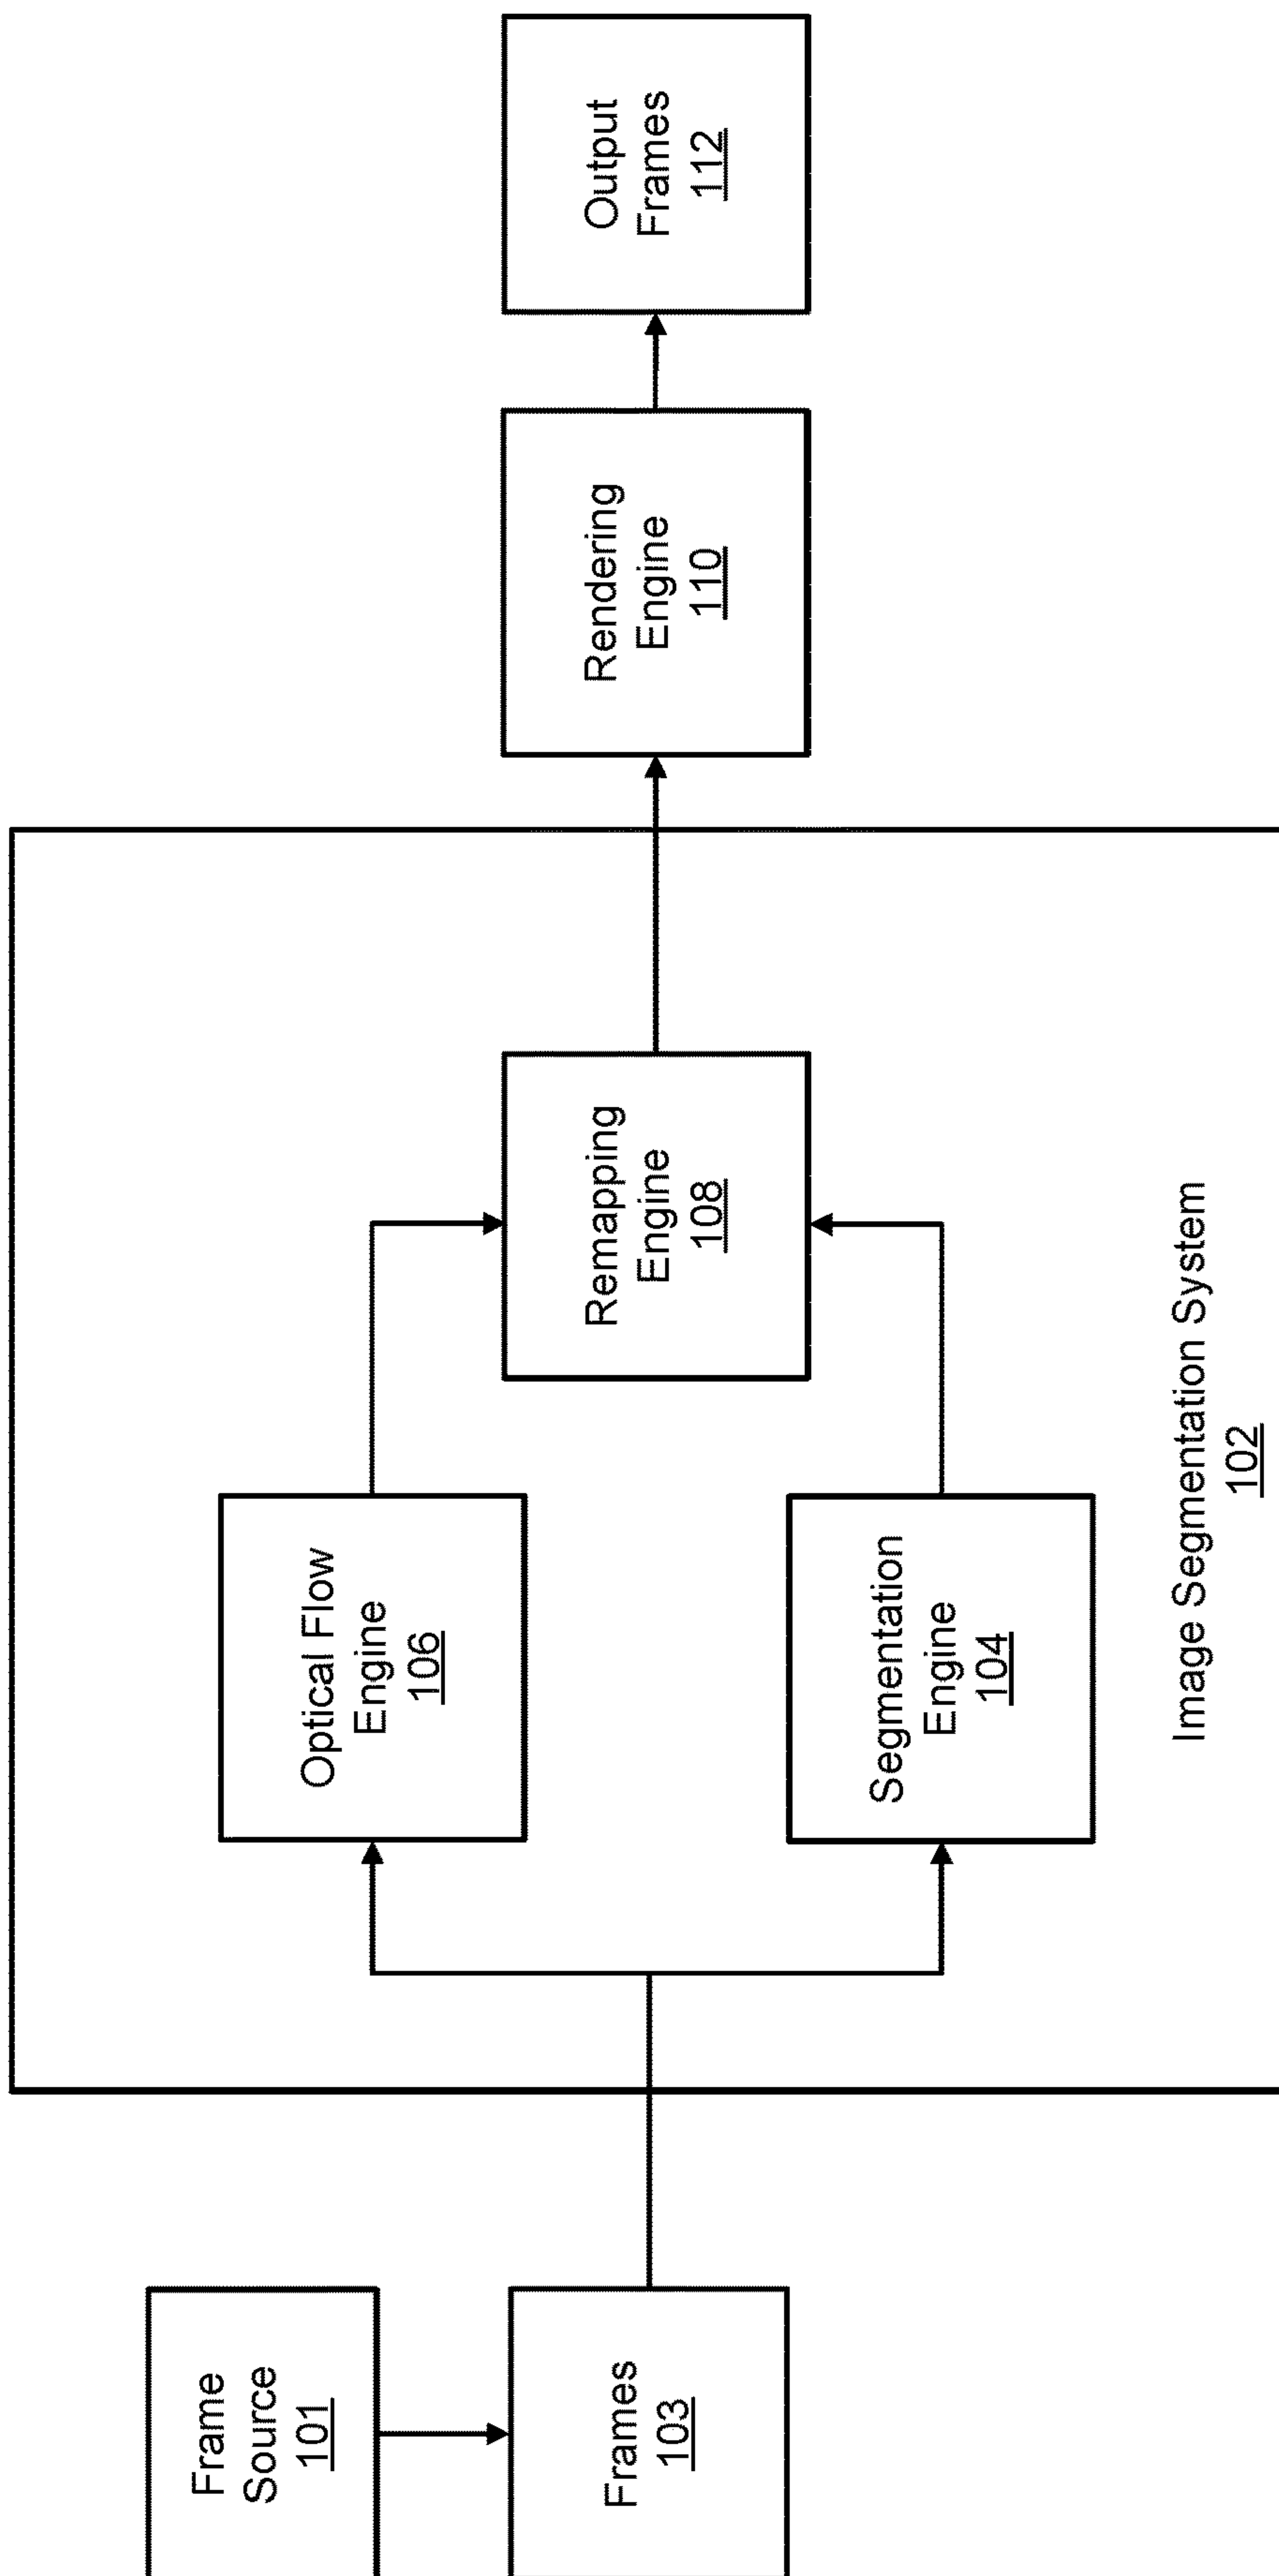 Frame
Source
101
Frames
103
Optical Flow
Engine
106
Segmentation
Engine
104
Remapping
Engine
108
Image Segmentation System
102
Rendering
Engine
110
Output
Frames
112